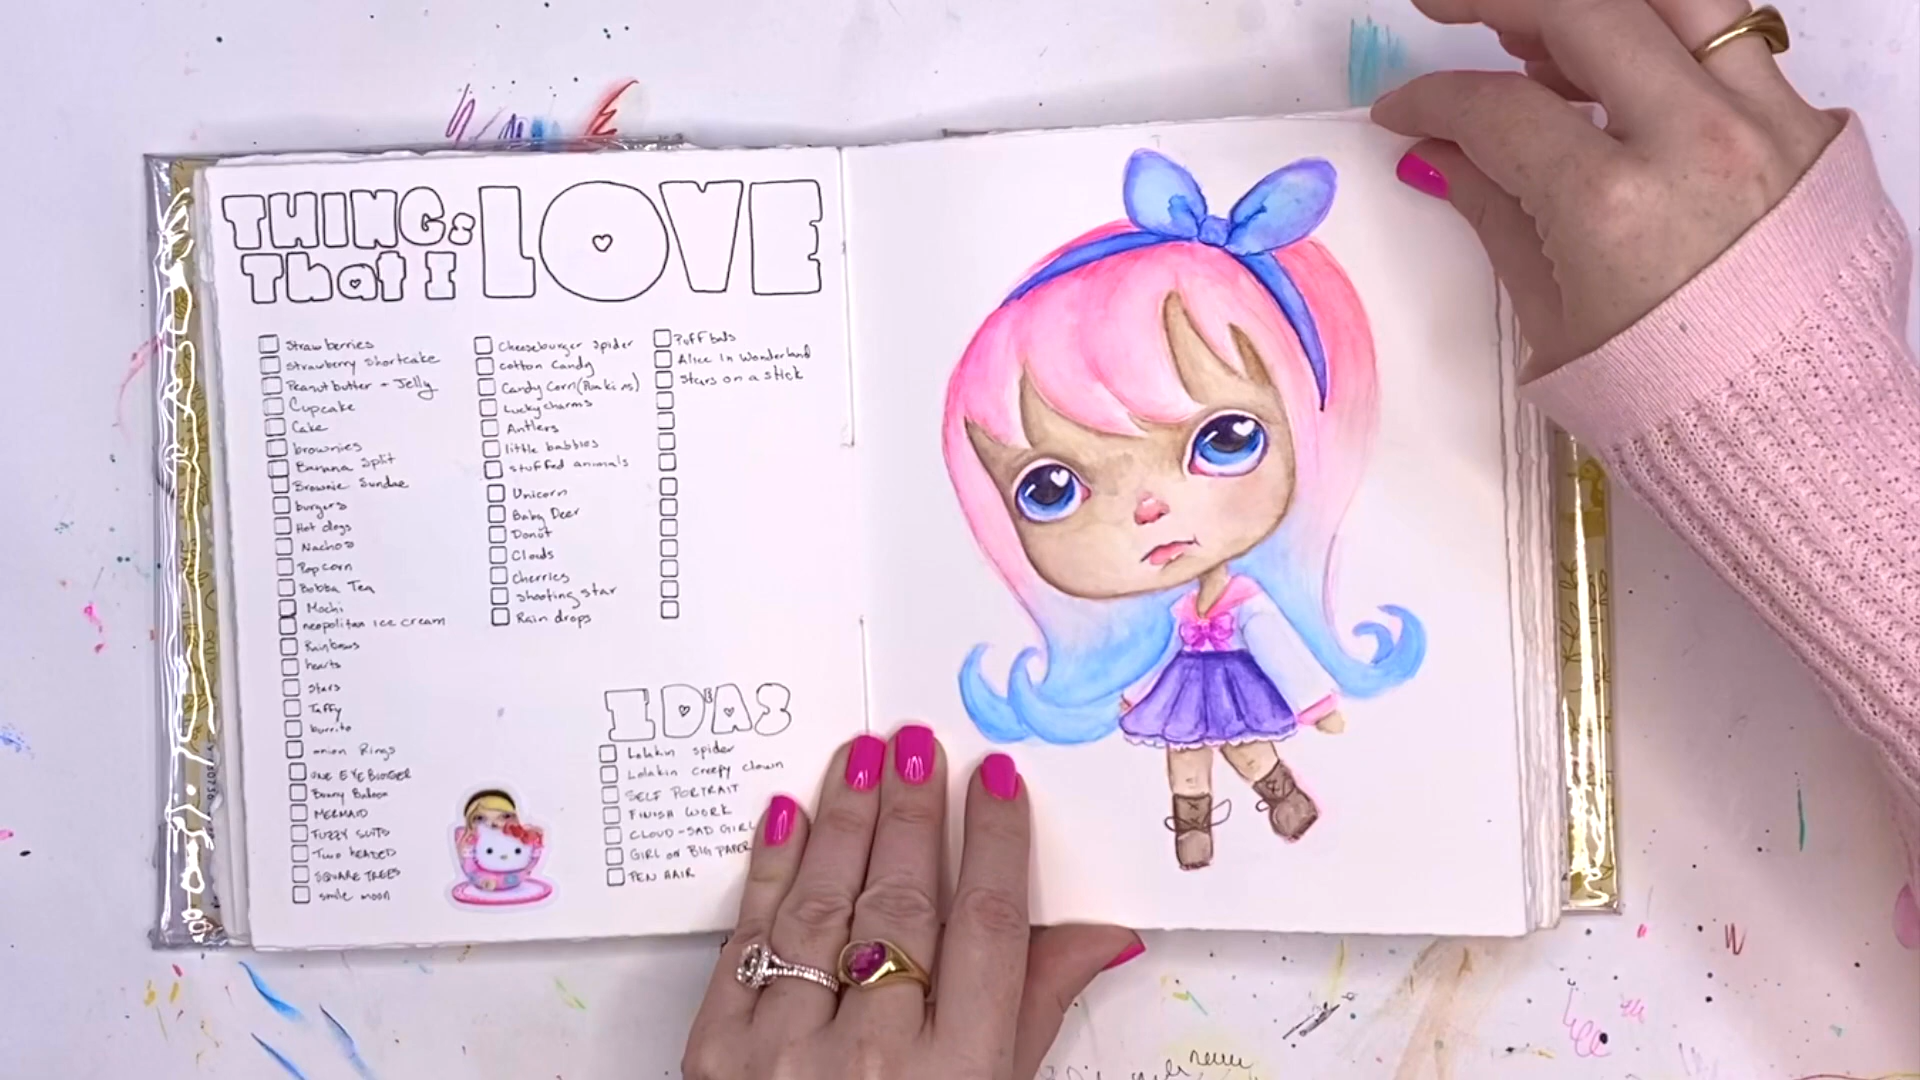 THINGS
That I
LOVE
Strawberries
Strawberry Shortcake
Peanut butter + Jelly
Cupcake
Cake
brownies
Banana Split
Brownie Sundae
burgers
Hot dogs
Nachos
Popcorn
Bobba Tea
Mochi
neopolitan ice cream
Rainbows
hearts
Stars
Taffy
burrito
onion Rings
ONE EYE BOOGER
Bunny Balloon
MERMAID
FUZZY SUITS
TWO HEADED
SQUARE TREES
smile moon
Cheeseburger spider
cotton Candy
Candy Corn (Pumkins)
Lucky charms
Antlers
little babbies
stuffed animals
Unicorn
Baby Deer
Donut
Clouds
cherries
shooting star
Rain drops
Puff balls
Alice In Wonderland
Stars on a stick
IDEAS
Lolakin spider
Lolakin creepy clown
SELF PORTRAIT
FINISH WORK
CLOUD-SAD GIRL
GIRL ON BIG PAPER
PEN HAIR